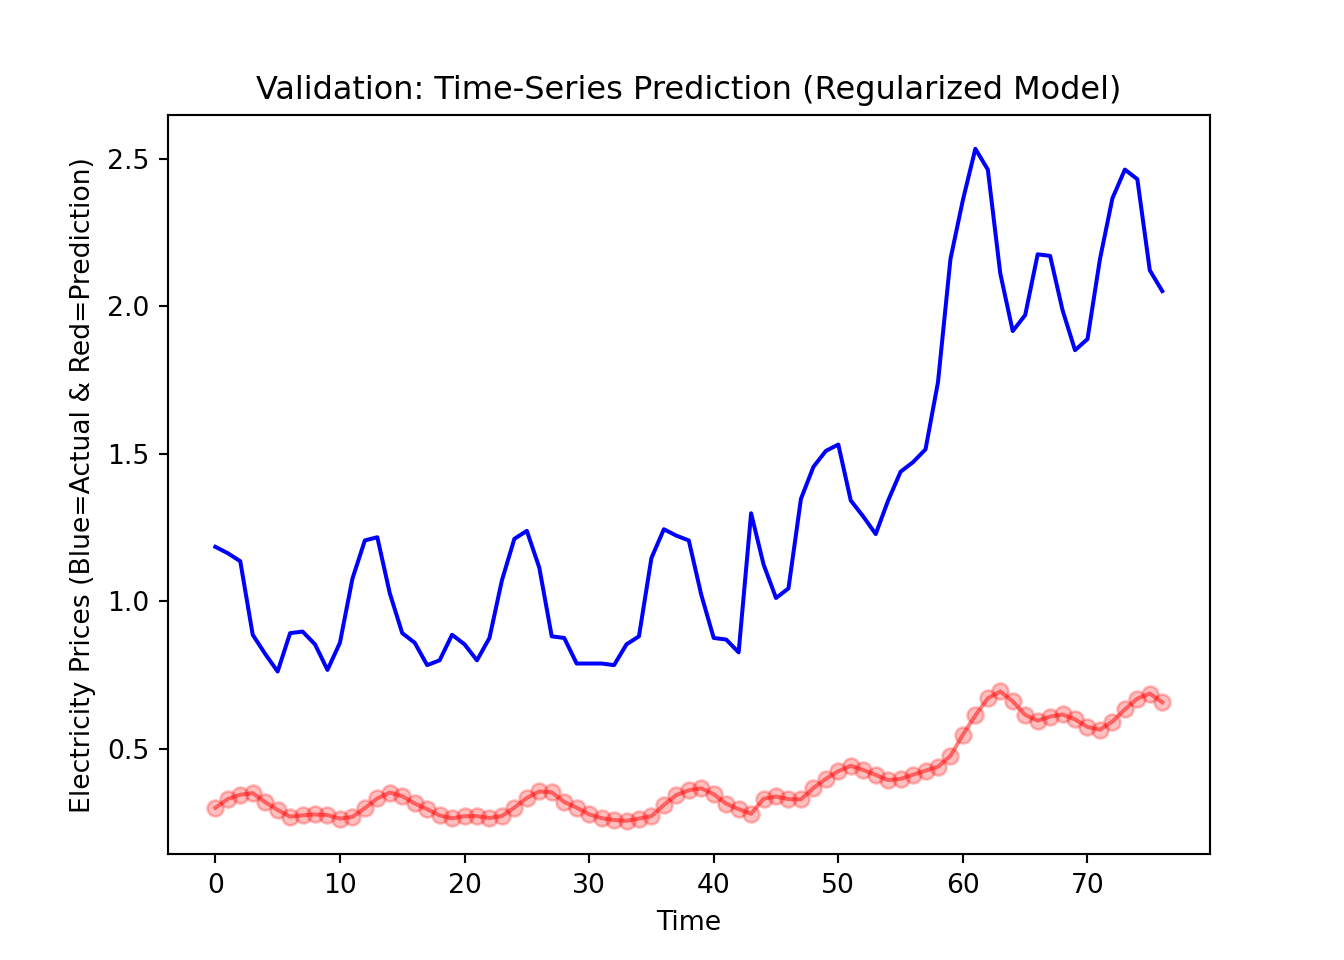 Validation: Time-Series Prediction (Regularized Model)
Electricity Prices (Blue=Actual & Red=Prediction)
2.5
2.0
1.5
1.0
0.5
0 10 20 30 40 50 60 70
Time